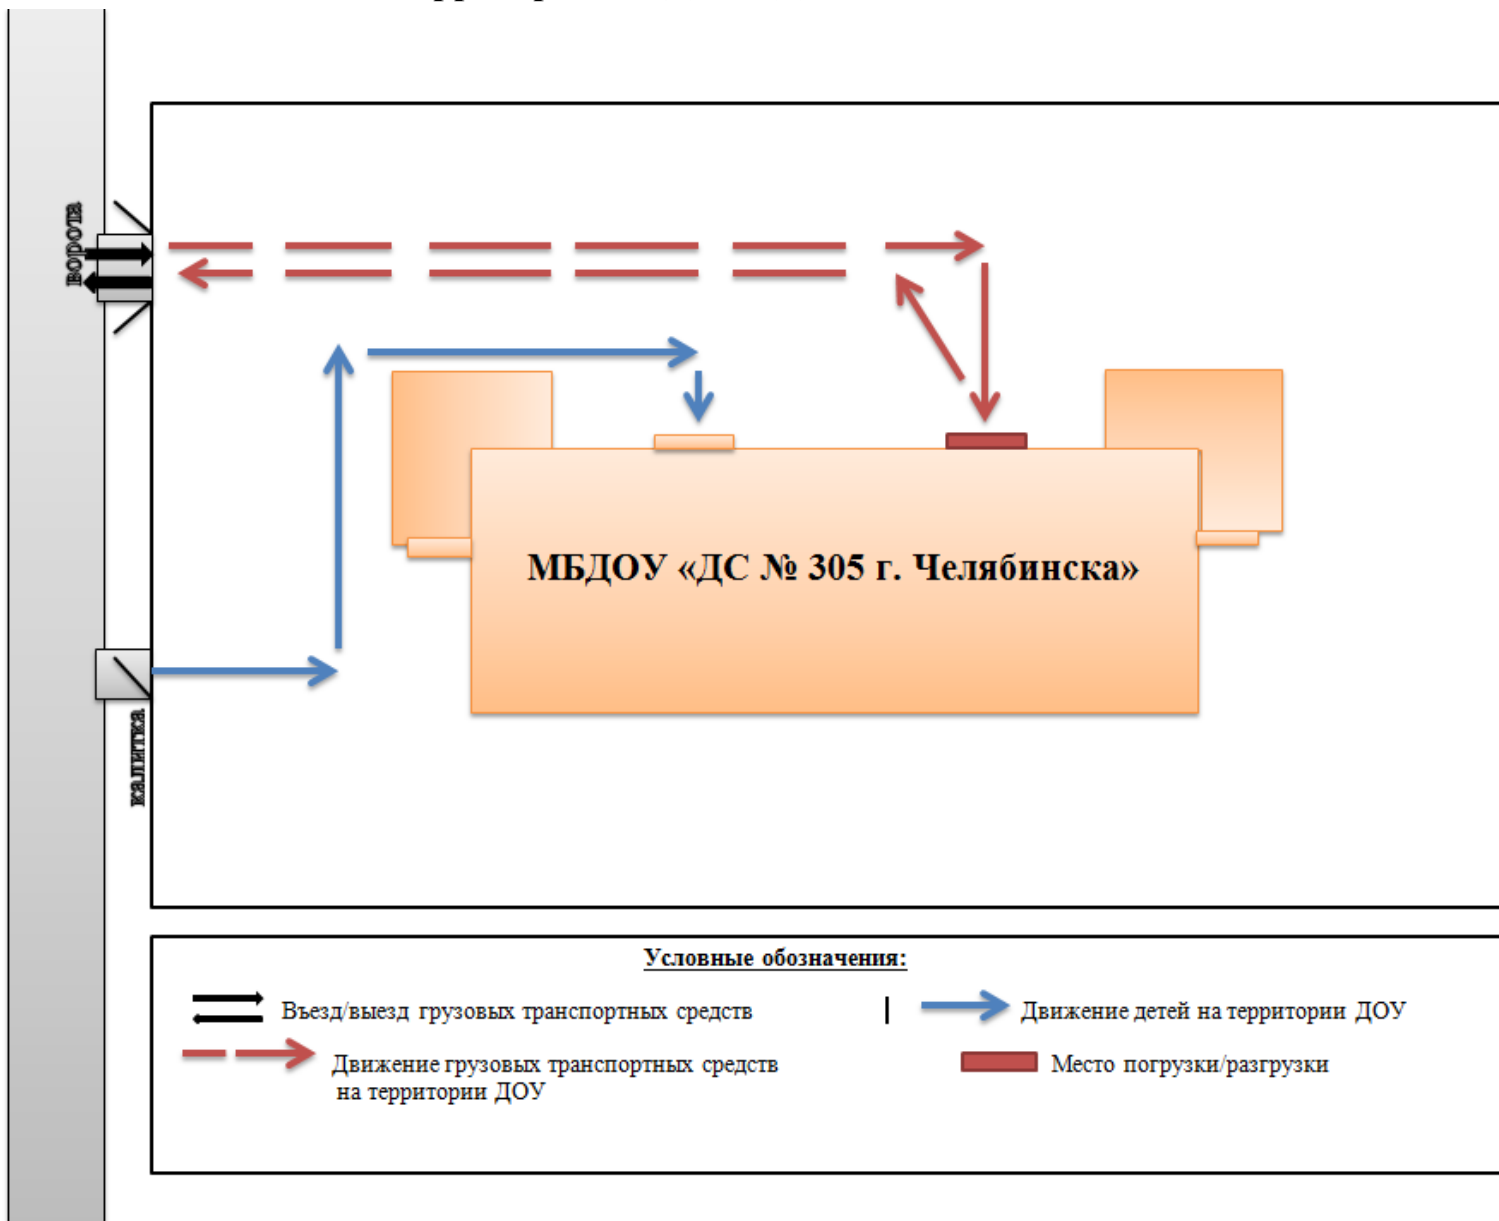 ворота
МБДОУ «ДС № 305 г. Челябинска»
калитка
Условные обозначения:
Въезд/выезд грузовых транспортных средств
Движение детей на территории ДОУ
Движение грузовых транспортных средств
на территории ДОУ
Место погрузки/разгрузки